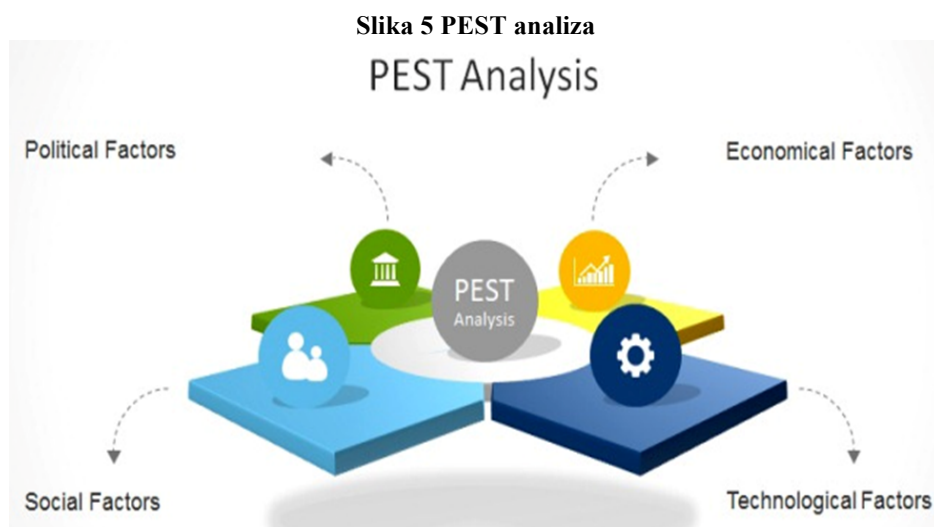 Slika 5 PEST analiza
PEST Analysis
Political Factors
Economical Factors
PEST
Analysis
Social Factors
Technological Factors